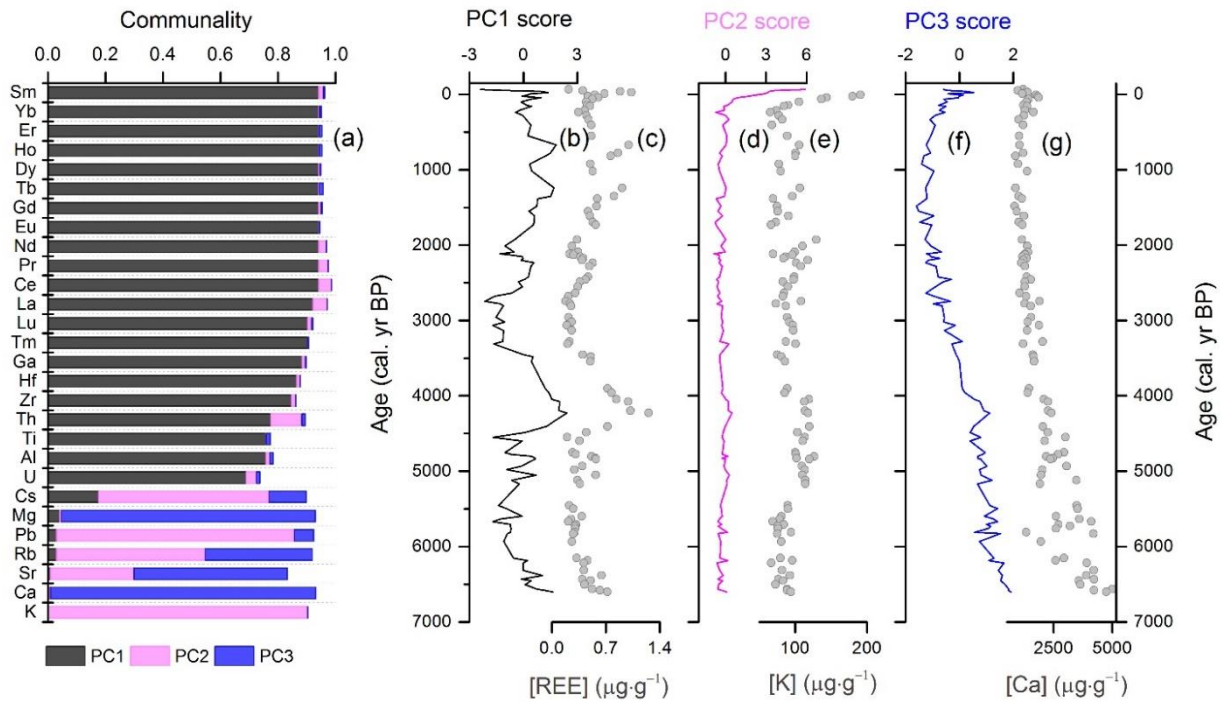 Communality
0.0 0.2 0.4 0.6 0.8 1.0
Sm
Yb
Er
Ho
Dy
Tb
Gd
Eu
Nd
Pr
Ce
La
Lu
Tm
Ga
Hf
Zr
Th
Ti
Al
U
Cs
Mg
Pb
Rb
Sr
Ca
K
(a)
PC1 PC2 PC3
PC1 score
-3 0 3
PC2 score
0 3 6
PC3 score
-2 0 2
Age (cal. yr BP)
0
1000
2000
3000
4000
5000
6000
7000
(b) (c) (d) (e) (f) (g)
0.0 0.7 1.4
[REE] (μg·g⁻¹)
100 200
[K] (μg·g⁻¹)
2500 5000
[Ca] (μg·g⁻¹)
0
1000
2000
3000
4000
5000
6000
7000
Age (cal. yr BP)